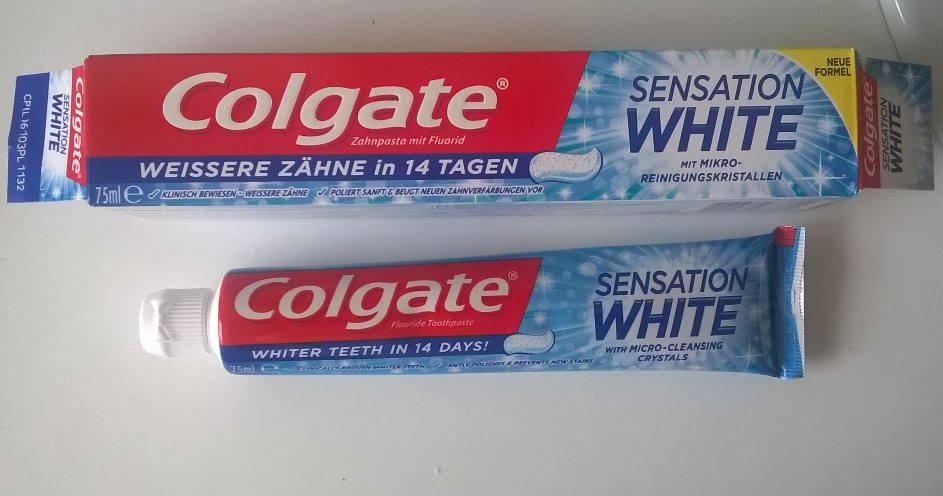 Colgate®
Zahnpasta mit Fluorid
WEISSERE ZÄHNE in 14 TAGEN
75ml e ✓ KLINISCH BEWIESEN - WEISSERE ZÄHNE ✓ POLIERT SANFT & BEUGT NEUEN ZAHNVERFÄRBUNGEN VOR
SENSATION
WHITE
MIT MIKRO-
REINIGUNGSKRISTALLEN
NEUE
FORMEL
Colgate
SENSATION
WHITE
CPLL16103PL.1132
Colgate
SENSATION
WHITE
Colgate®
Fluoride Toothpaste
WHITER TEETH IN 14 DAYS!
75ml e ✓ CLINICALLY PROVEN WHITER TEETH ✓ GENTLY POLISHES & PREVENTS NEW STAINS
SENSATION
WHITE
WITH MICRO-CLEANSING
CRYSTALS